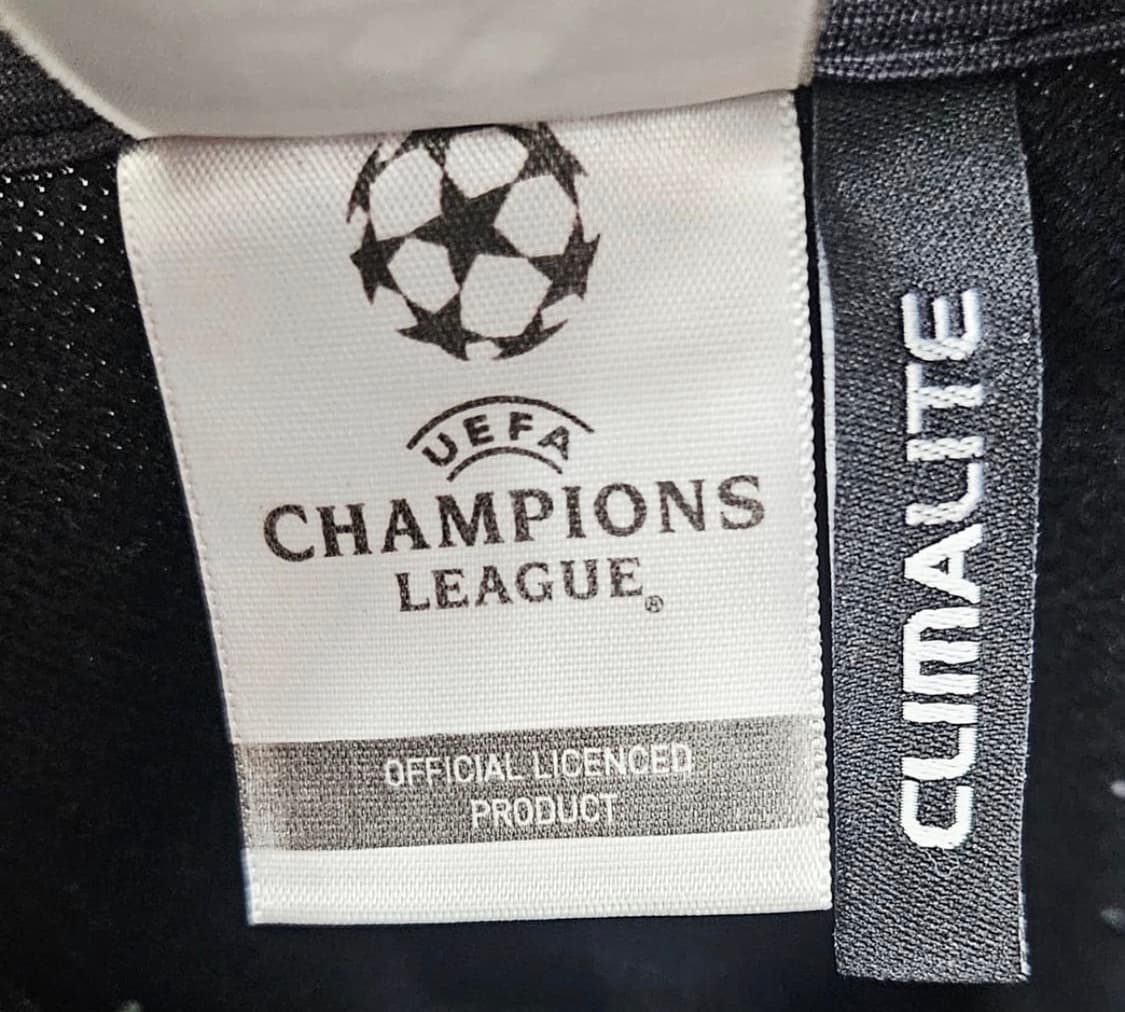 UEFA
CHAMPIONS
LEAGUE®
OFFICIAL LICENCED
PRODUCT
CLIMALITE